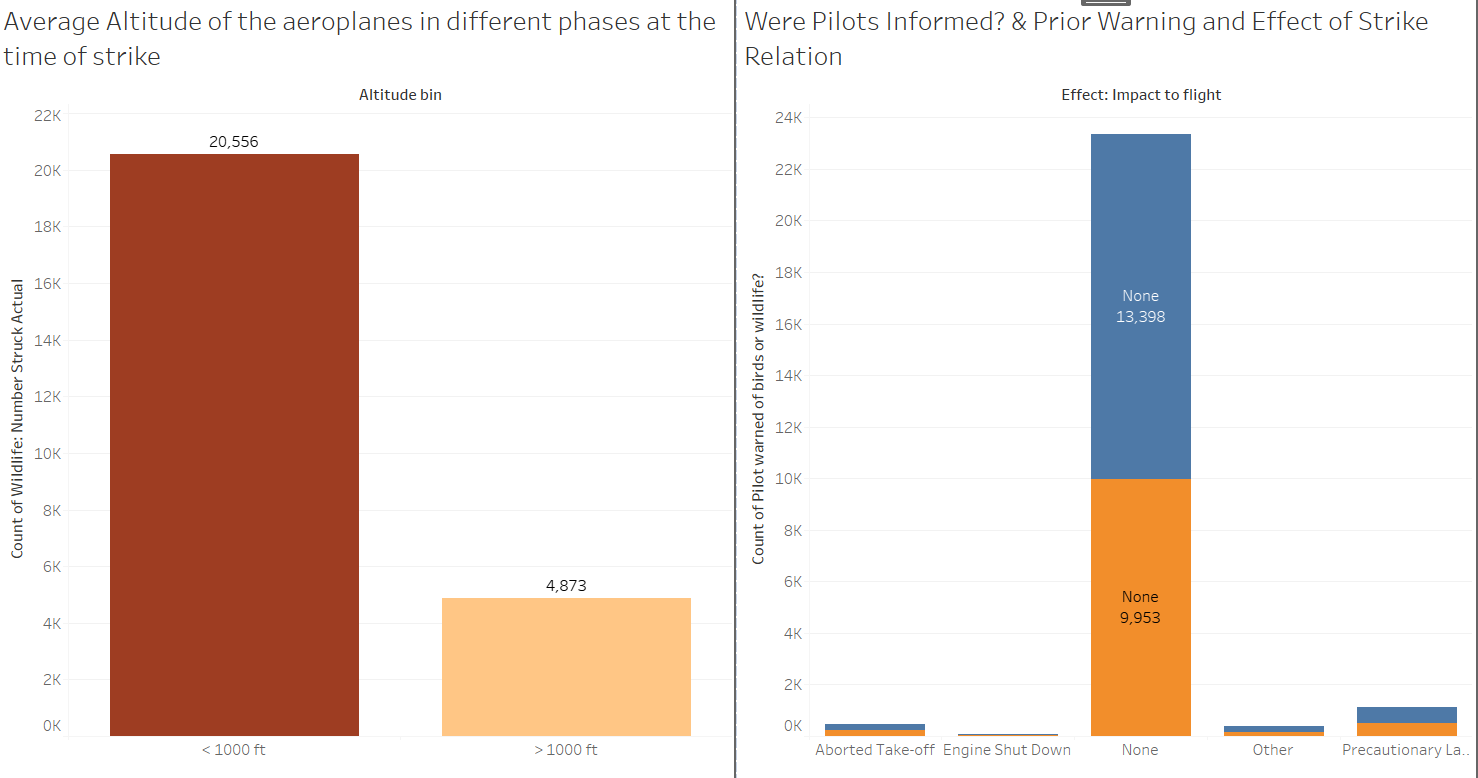 Average Altitude of the aeroplanes in different phases at the
time of strike
Altitude bin
22K
20K
18K
16K
14K
12K
10K
8K
6K
4K
2K
0K
Count of Wildlife: Number Struck Actual
20,556
4,873
< 1000 ft
> 1000 ft
Were Pilots Informed? & Prior Warning and Effect of Strike
Relation
Effect: Impact to flight
24K
22K
20K
18K
16K
14K
12K
10K
8K
6K
4K
2K
0K
Count of Pilot warned of birds or wildlife?
None
13,398
None
9,953
Aborted Take-off
Engine Shut Down
None
Other
Precautionary La..